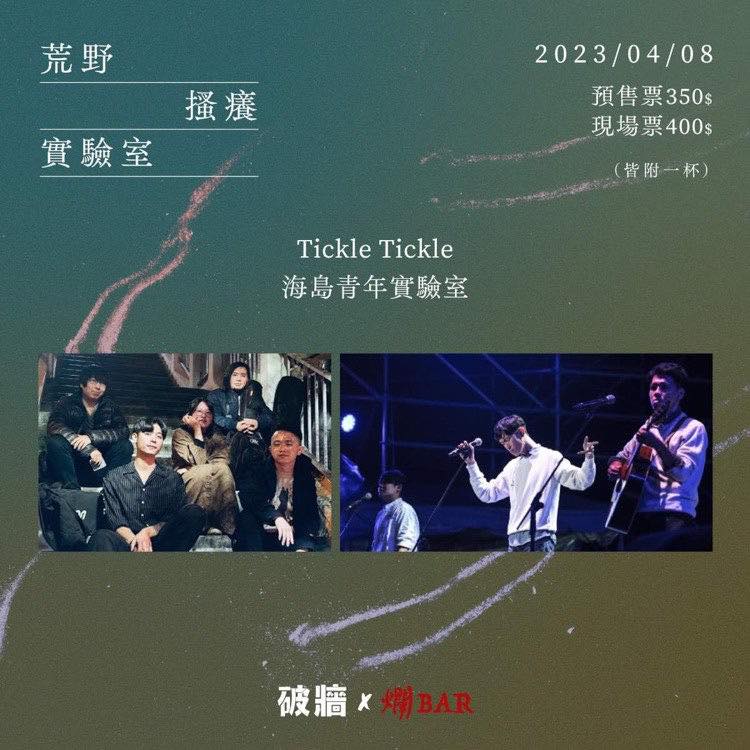 荒野
搔癢
實驗室
2023/04/08
預售票350$
現場票400$
（皆附一杯）
Tickle Tickle
海島青年實驗室
破牆 x 爛BAR